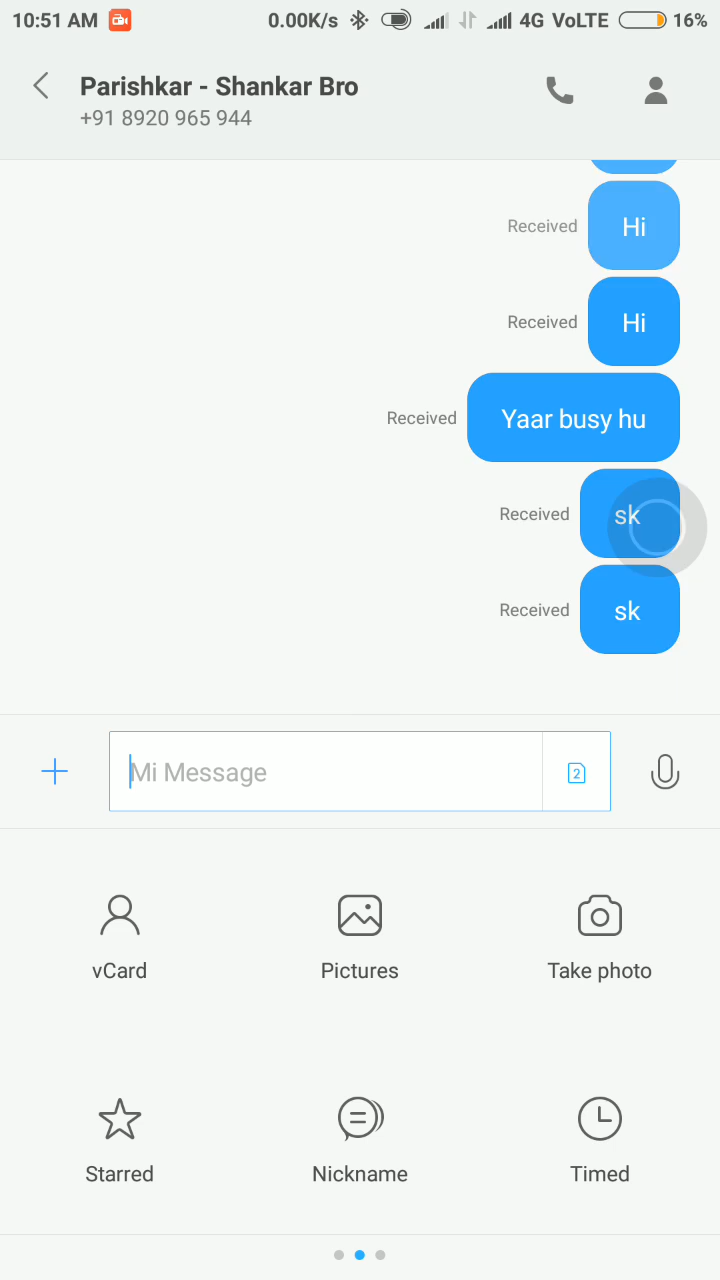 10:51 AM 0.00K/s 4G VoLTE 16%
Parishkar - Shankar Bro
+91 8920 965 944
Received Hi
Received Hi
Received Yaar busy hu
Received sk
Received sk
Mi Message 2
vCard Pictures Take photo
Starred Nickname Timed